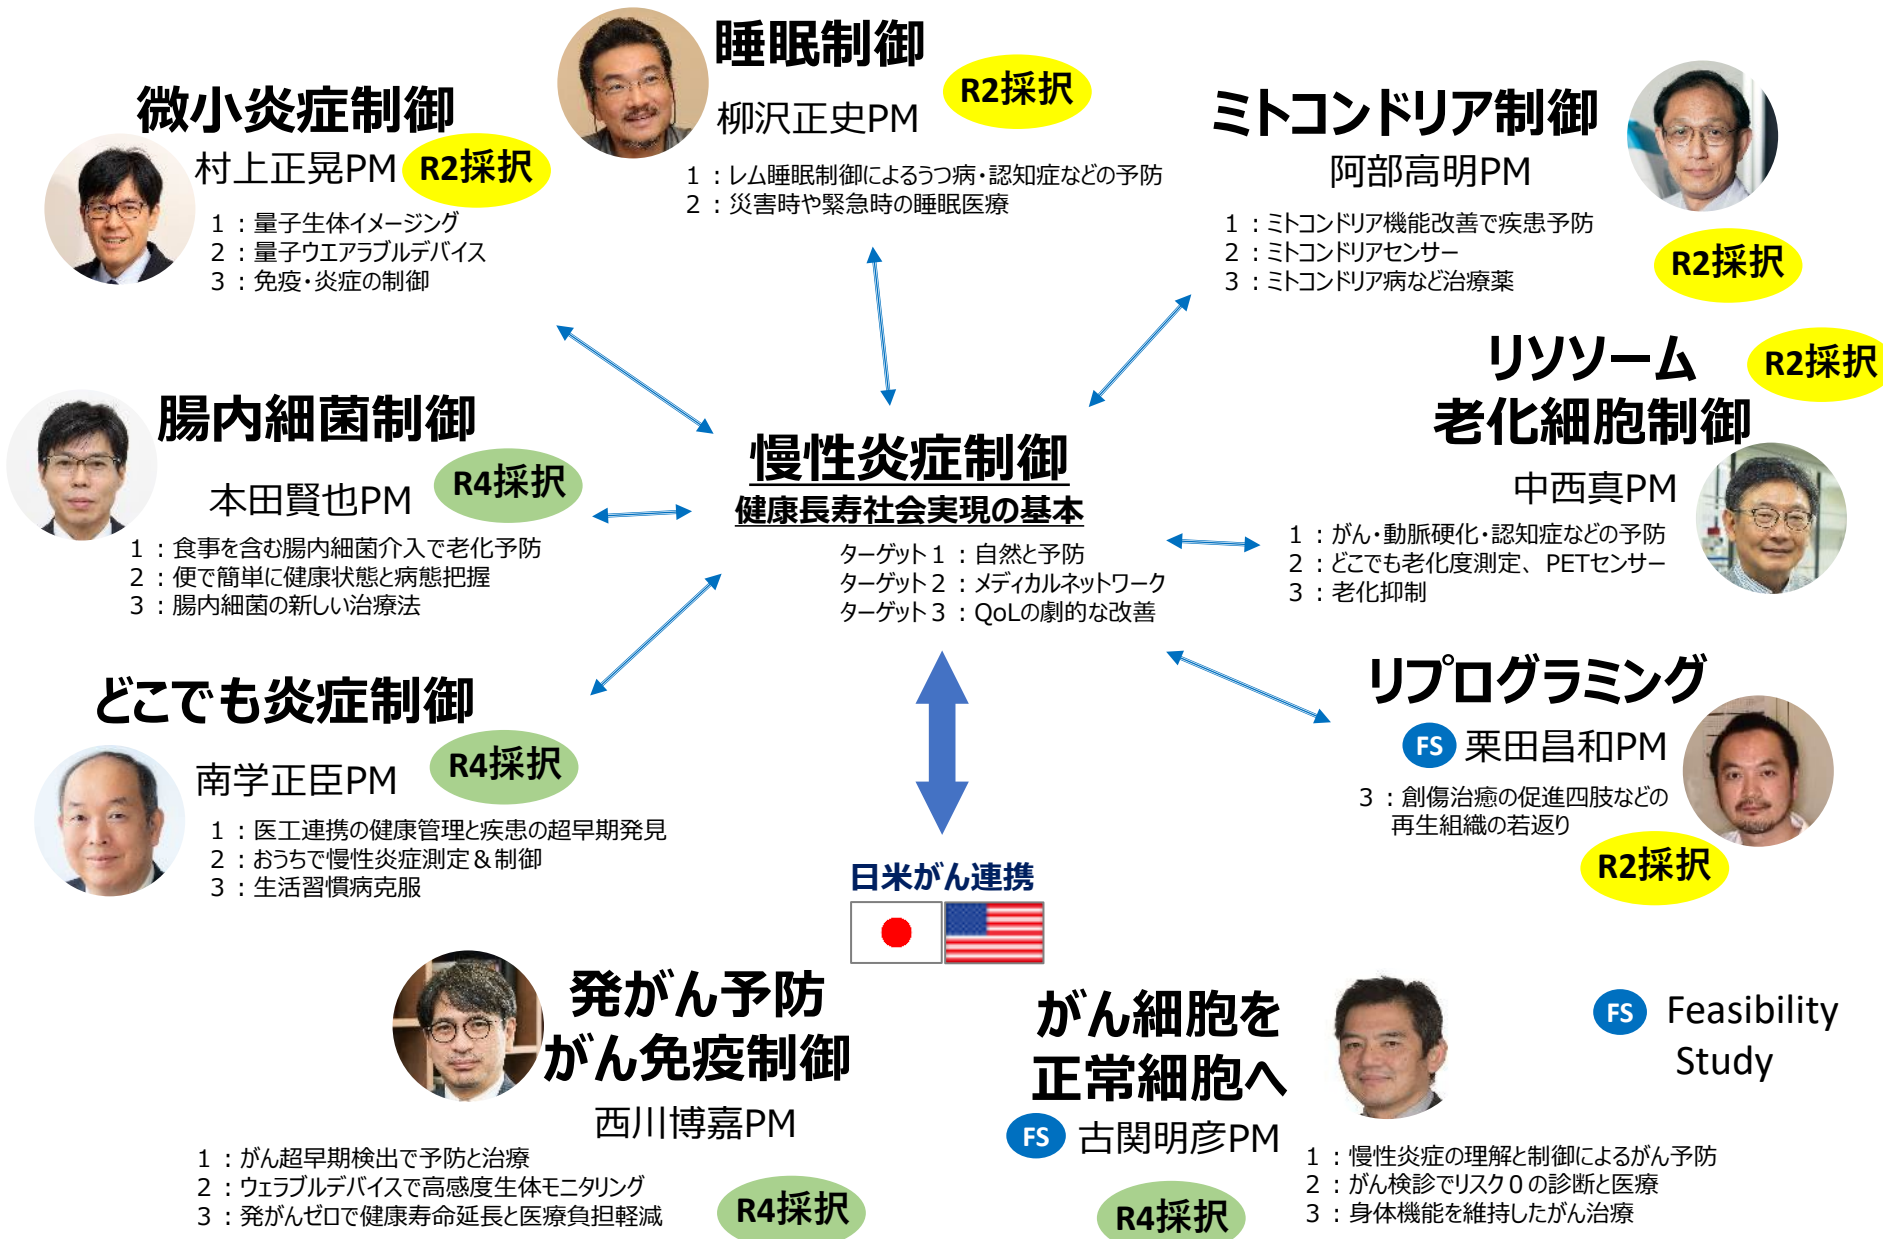 睡眠制御
柳沢正史PM
R2採択
1：レム睡眠制御によるうつ病・認知症などの予防
2：災害時や緊急時の睡眠医療
微小炎症制御
村上正晃PM
R2採択
1：量子生体イメージング
2：量子ウエアラブルデバイス
3：免疫・炎症の制御
ミトコンドリア制御
阿部高明PM
1：ミトコンドリア機能改善で疾患予防
2：ミトコンドリアセンサー
3：ミトコンドリア病など治療薬
R2採択
リソソーム
老化細胞制御
R2採択
中西真PM
1：がん・動脈硬化・認知症などの予防
2：どこでも老化度測定、PETセンサー
3：老化抑制
腸内細菌制御
本田賢也PM
R4採択
1：食事を含む腸内細菌介入で老化予防
2：便で簡単に健康状態と病態把握
3：腸内細菌の新しい治療法
慢性炎症制御
健康長寿社会実現の基本
ターゲット1：自然と予防
ターゲット2：メディカルネットワーク
ターゲット3：QoLの劇的な改善
どこでも炎症制御
南学正臣PM
R4採択
1：医工連携の健康管理と疾患の超早期発見
2：おうちで慢性炎症測定＆制御
3：生活習慣病克服
リプログラミング
FS 栗田昌和PM
3：創傷治癒の促進四肢などの
再生組織の若返り
R2採択
日米がん連携
発がん予防
がん免疫制御
西川博嘉PM
1：がん超早期検出で予防と治療
2：ウェラブルデバイスで高感度生体モニタリング
3：発がんゼロで健康寿命延長と医療負担軽減
R4採択
がん細胞を
正常細胞へ
FS 古関明彦PM
R4採択
1：慢性炎症の理解と制御によるがん予防
2：がん検診でリスク0の診断と医療
3：身体機能を維持したがん治療
FS Feasibility
Study